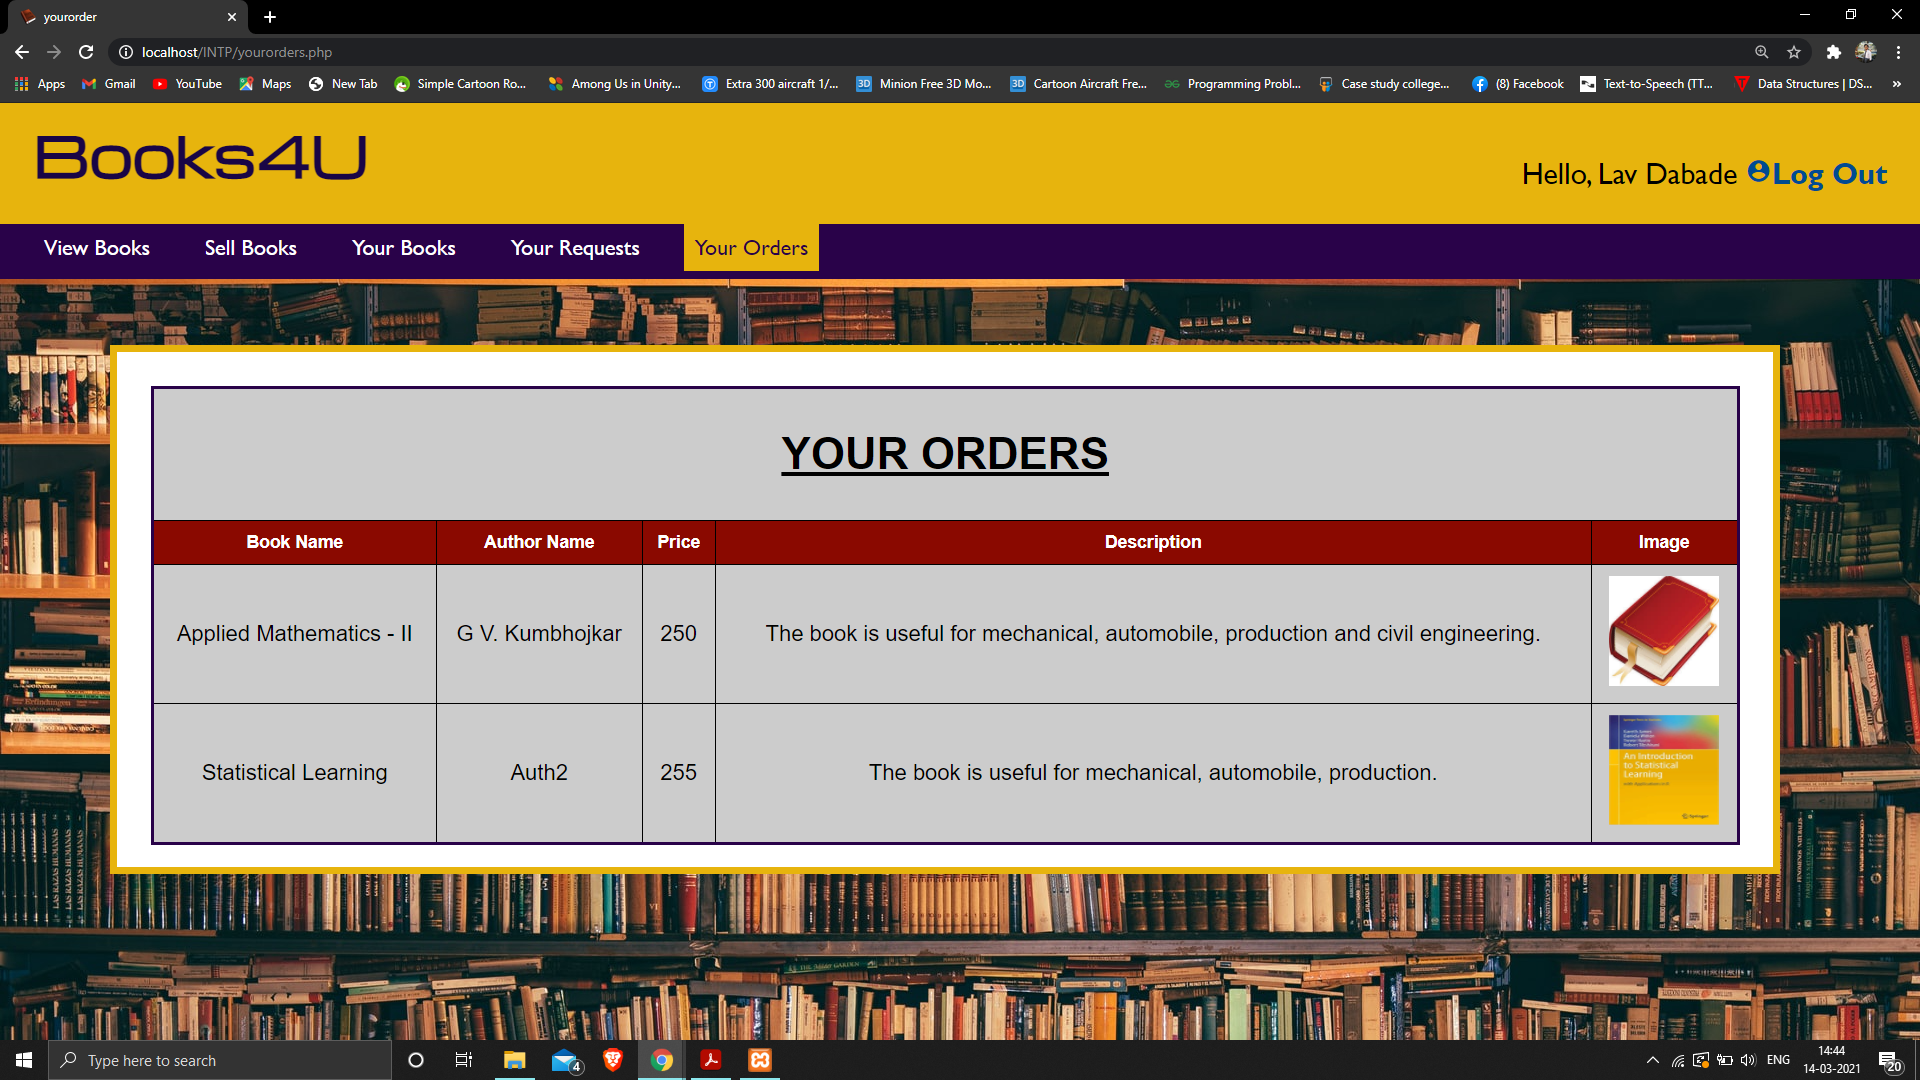 yourorder
localhost/INTP/yourorders.php
Apps Gmail YouTube Maps New Tab Simple Cartoon Ro... Among Us in Unity... Extra 300 aircraft 1/... Minion Free 3D Mo... Cartoon Aircraft Fre... Programming Probl... Case study college... (8) Facebook Text-to-Speech (TT... Data Structures | DS... »
Books4U
Hello, Lav Dabade Log Out
View Books Sell Books Your Books Your Requests Your Orders
YOUR ORDERS
Book Name Author Name Price Description Image
Applied Mathematics - II G V. Kumbhojkar 250 The book is useful for mechanical, automobile, production and civil engineering.
Statistical Learning Auth2 255 The book is useful for mechanical, automobile, production.
An Introduction
to Statistical
Learning
Springer
Type here to search
4
ENG
14:44
14-03-2021
20